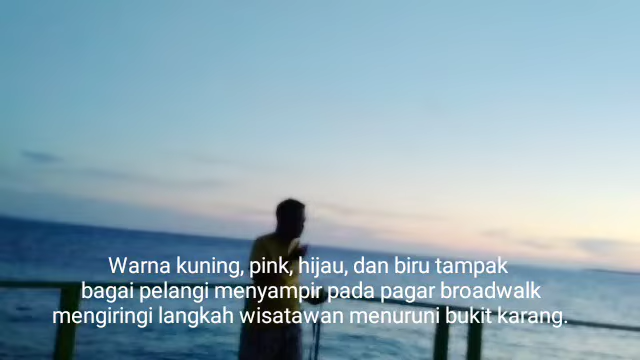 Warna kuning, pink, hijau, dan biru tampak
bagai pelangi menyampir pada pagar broadwalk
mengiringi langkah wisatawan menuruni bukit karang.